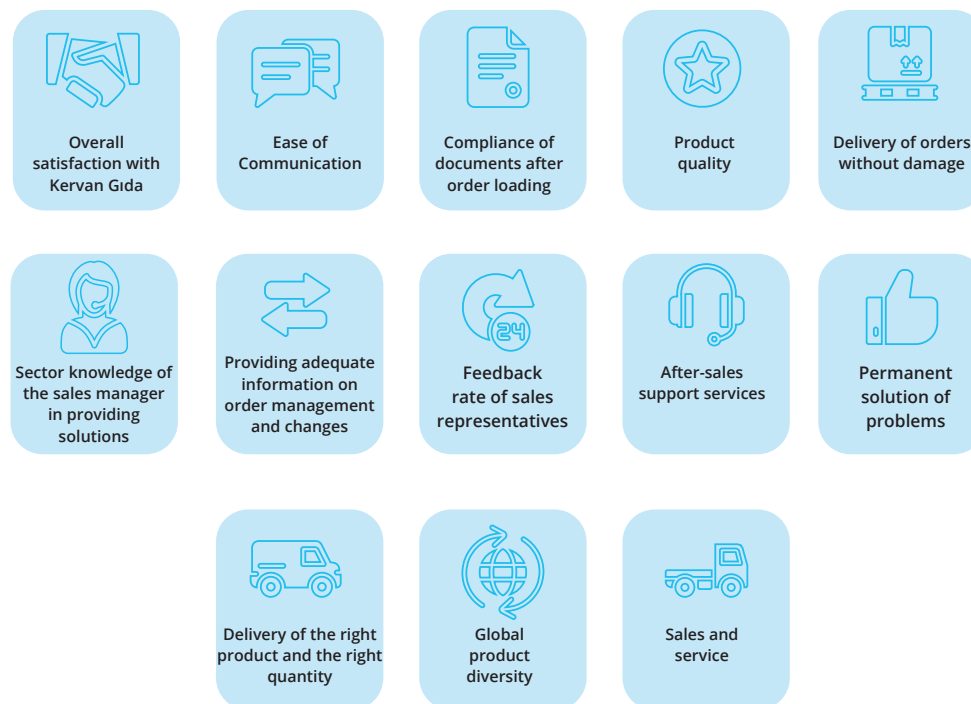 Overall
satisfaction with
Kervan Gıda
Ease of
Communication
Compliance of
documents after
order loading
Product
quality
Delivery of orders
without damage
Sector knowledge of
the sales manager
in providing
solutions
Providing adequate
information on
order management
and changes
24
Feedback
rate of sales
representatives
After-sales
support services
Permanent
solution of
problems
Delivery of the right
product and the right
quantity
Global
product
diversity
Sales and
service